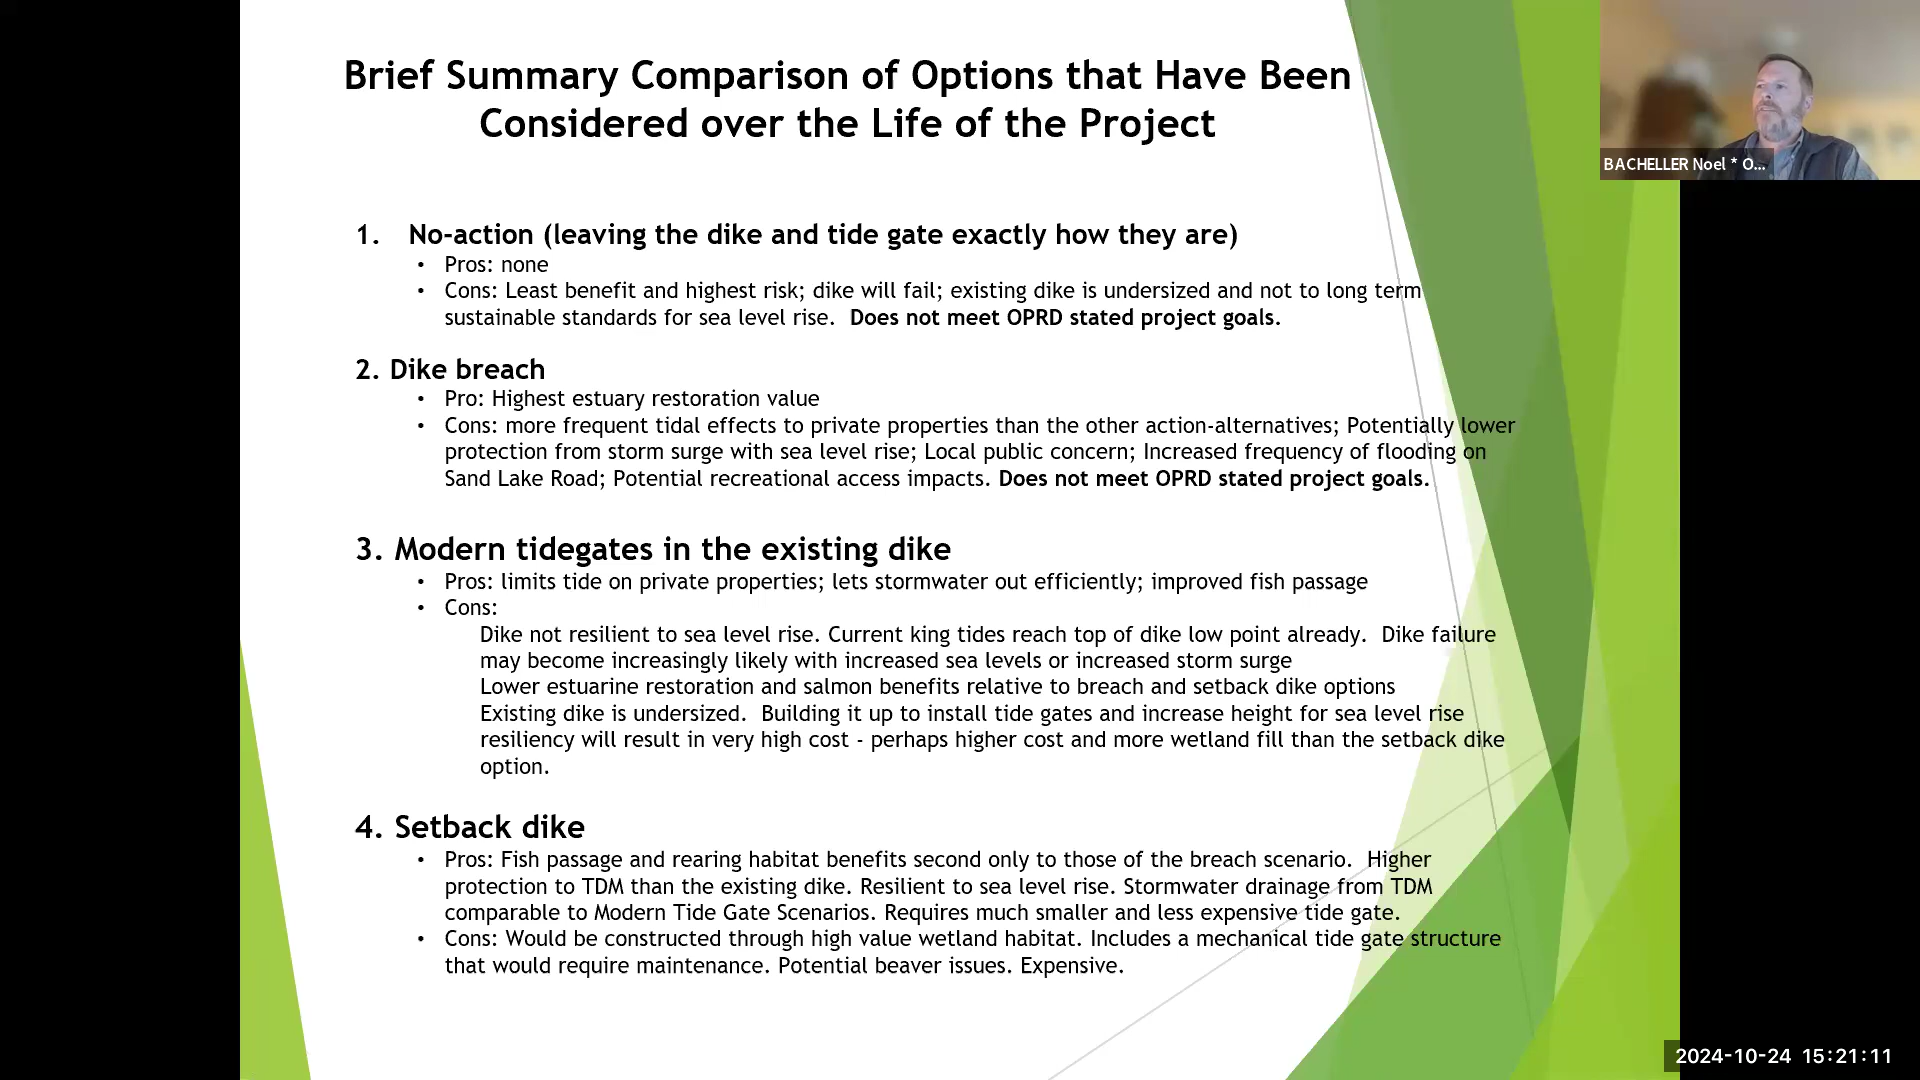 Brief Summary Comparison of Options that Have Been
Considered over the Life of the Project
BACHELLER Noel * O...
1. No-action (leaving the dike and tide gate exactly how they are)
• Pros: none
• Cons: Least benefit and highest risk; dike will fail; existing dike is undersized and not to long term
sustainable standards for sea level rise. Does not meet OPRD stated project goals.
2. Dike breach
• Pro: Highest estuary restoration value
• Cons: more frequent tidal effects to private properties than the other action-alternatives; Potentially lower
protection from storm surge with sea level rise; Local public concern; Increased frequency of flooding on
Sand Lake Road; Potential recreational access impacts. Does not meet OPRD stated project goals.
3. Modern tidegates in the existing dike
• Pros: limits tide on private properties; lets stormwater out efficiently; improved fish passage
• Cons:
Dike not resilient to sea level rise. Current king tides reach top of dike low point already. Dike failure
may become increasingly likely with increased sea levels or increased storm surge
Lower estuarine restoration and salmon benefits relative to breach and setback dike options
Existing dike is undersized. Building it up to install tide gates and increase height for sea level rise
resiliency will result in very high cost - perhaps higher cost and more wetland fill than the setback dike
option.
4. Setback dike
• Pros: Fish passage and rearing habitat benefits second only to those of the breach scenario. Higher
protection to TDM than the existing dike. Resilient to sea level rise. Stormwater drainage from TDM
comparable to Modern Tide Gate Scenarios. Requires much smaller and less expensive tide gate.
• Cons: Would be constructed through high value wetland habitat. Includes a mechanical tide gate structure
that would require maintenance. Potential beaver issues. Expensive.
2024-10-24 15:21:11